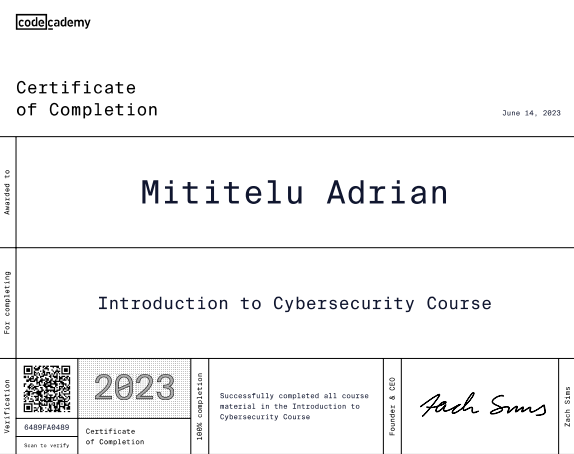 codecademy
Certificate
of Completion
June 14, 2023
Awarded to
Mititelu Adrian
For completing
Introduction to Cybersecurity Course
Verification
6489FA0489
Scan to verify
2023
Certificate
of Completion
100% completion
Successfully completed all course
material in the Introduction to
Cybersecurity Course
Founder & CEO
Zach Sims
Zach Sims